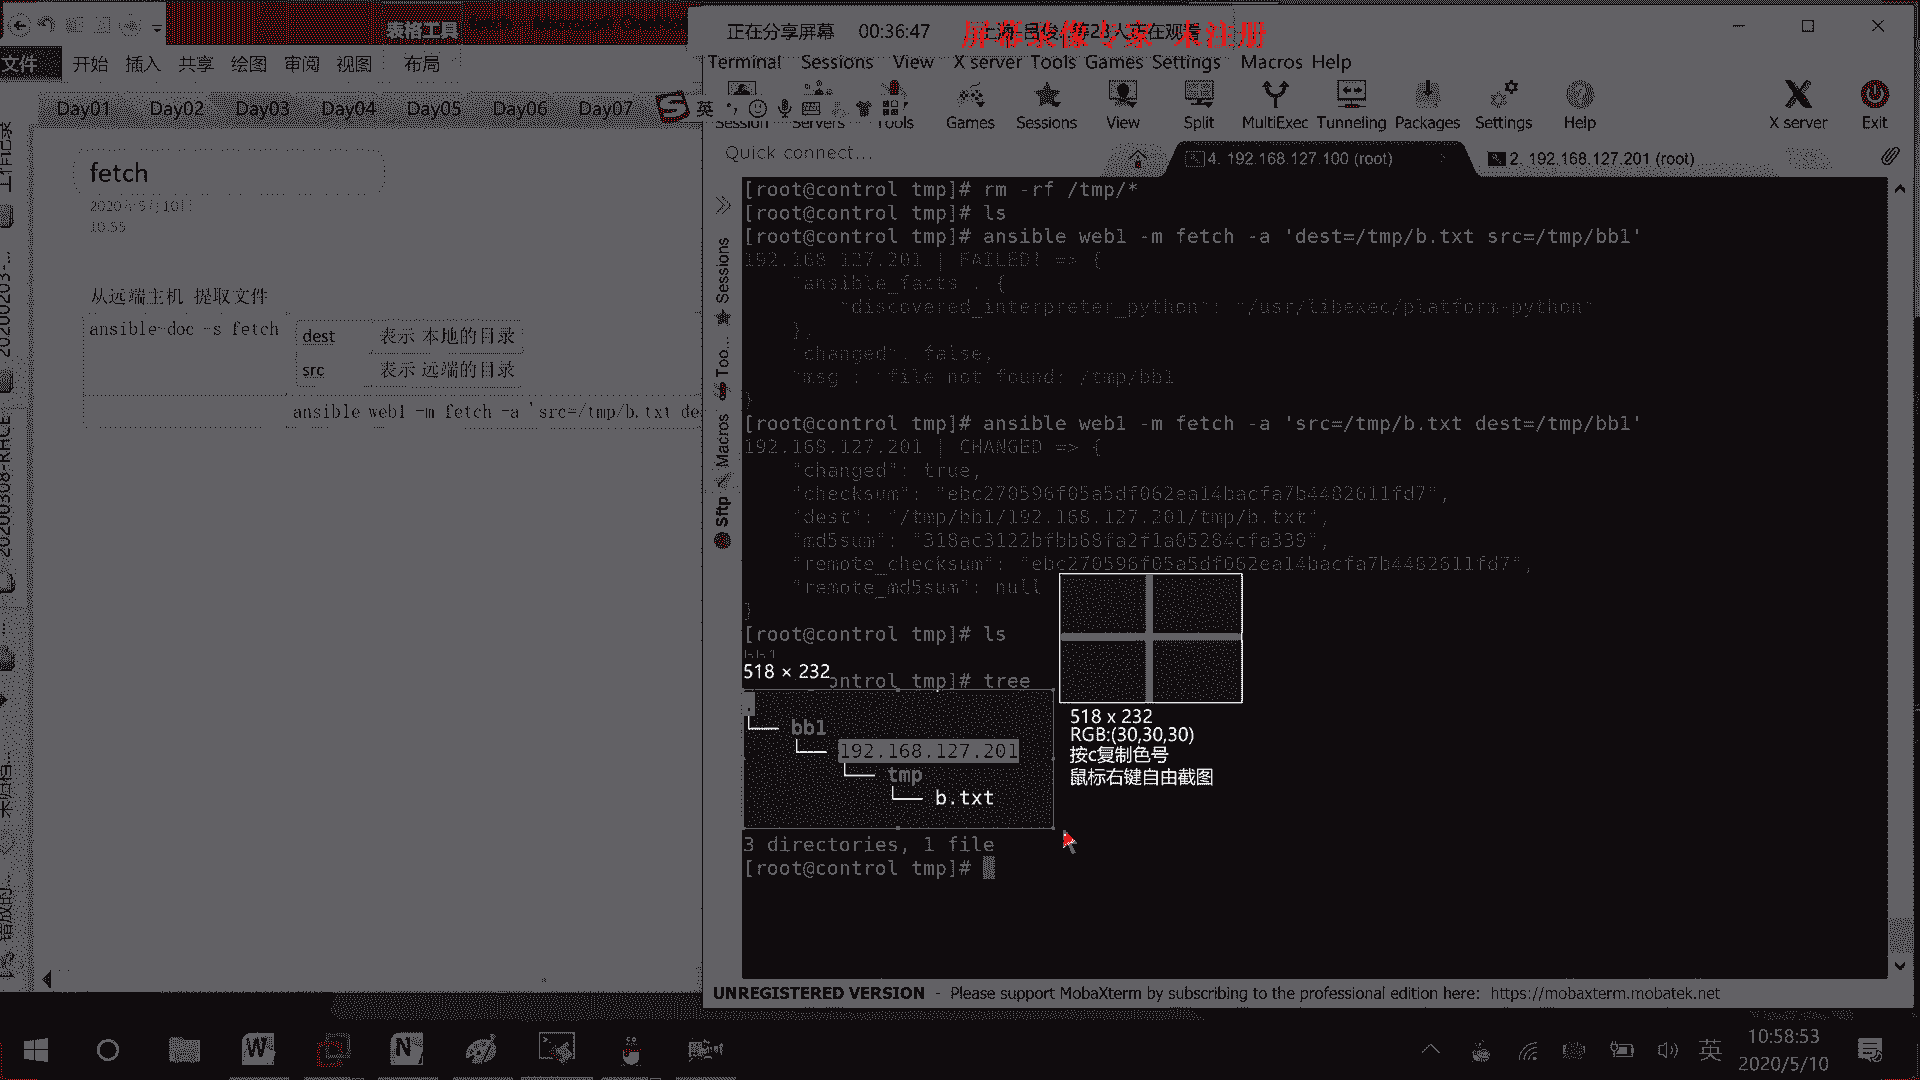 表格工具
文件 开始 插入 共享 绘图 审阅 视图 布局
Day01 Day02 Day03 Day04 Day05 Day06 Day07
fetch
2020年5月10日
10:55
从远端主机 提取文件
ansible-doc -s fetch
dest 表示 本地的目录
src 表示 远端的目录
ansible web1 -m fetch -a 'src=/tmp/b.txt
正在分享屏幕 00:36:47
屏幕录像专家 未注册
Terminal Sessions View X server Tools Games Settings Macros Help
英
Session Servers Tools Games Sessions View Split MultiExec Tunneling Packages Settings Help X server Exit
Quick connect...
4. 192.168.127.100 (root)
2. 192.168.127.201 (root)
Sessions
Too...
Macros
Sftp
[root@control tmp]# rm -rf /tmp/*
[root@control tmp]# ls
[root@control tmp]# ansible web1 -m fetch -a 'dest=/tmp/b.txt src=/tmp/bb1'
192.168.127.201 | FAILED! => {
"ansible_facts": {
"discovered_interpreter_python": "/usr/libexec/platform-python"
},
"changed": false,
"msg": "file not found: /tmp/bb1"
}
[root@control tmp]# ansible web1 -m fetch -a 'src=/tmp/b.txt dest=/tmp/bb1'
192.168.127.201 | CHANGED => {
"changed": true,
"checksum": "ebc270596f05a5df062ea14bacfa7b4482611fd7",
"dest": "/tmp/bb1/192.168.127.201/tmp/b.txt",
"md5sum": "318ac3122bfbb68fa2f1a05284cfa339",
"remote_checksum": "ebc270596f05a5df062ea14bacfa7b4482611fd7",
"remote_md5sum": null
}
[root@control tmp]# ls
bb1
518 × 232
ontrol tmp]# tree
.
└── bb1
└── 192.168.127.201
└── tmp
└── b.txt
518 x 232
RGB:(30,30,30)
按c复制色号
鼠标右键自由截图
3 directories, 1 file
[root@control tmp]#
UNREGISTERED VERSION - Please support MobaXterm by subscribing to the professional edition here: https://mobaxterm.mobatek.net
英
10:58:53
2020/5/10